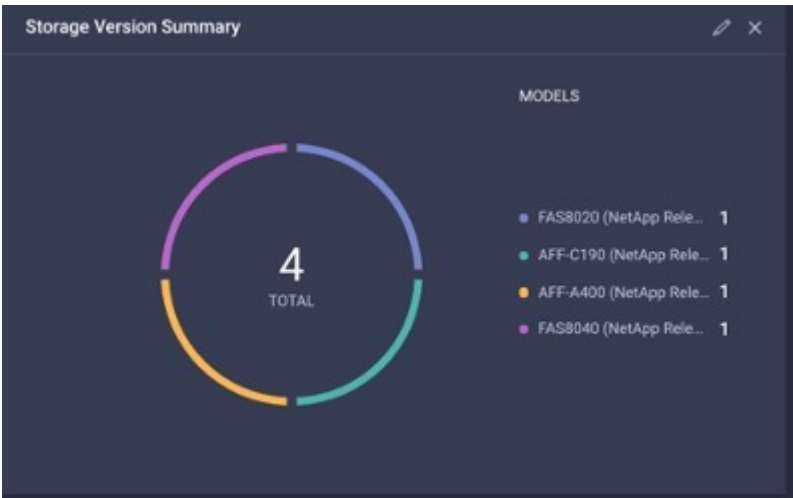 Storage Version Summary
MODELS
4
TOTAL
FAS8020 (NetApp Rele... 1
AFF-C190 (NetApp Rele... 1
AFF-A400 (NetApp Rele... 1
FAS8040 (NetApp Rele... 1